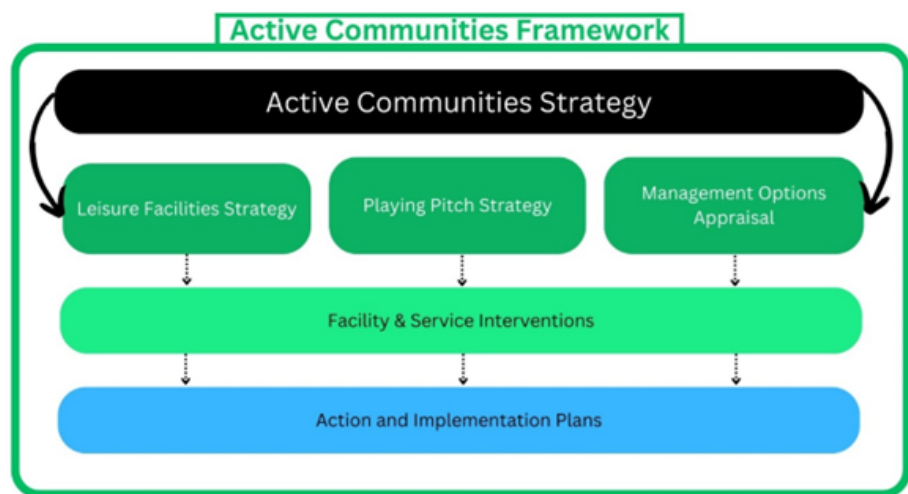 Active Communities Framework
Active Communities Strategy
Leisure Facilities Strategy
Playing Pitch Strategy
Management Options
Appraisal
Facility & Service Interventions
Action and Implementation Plans